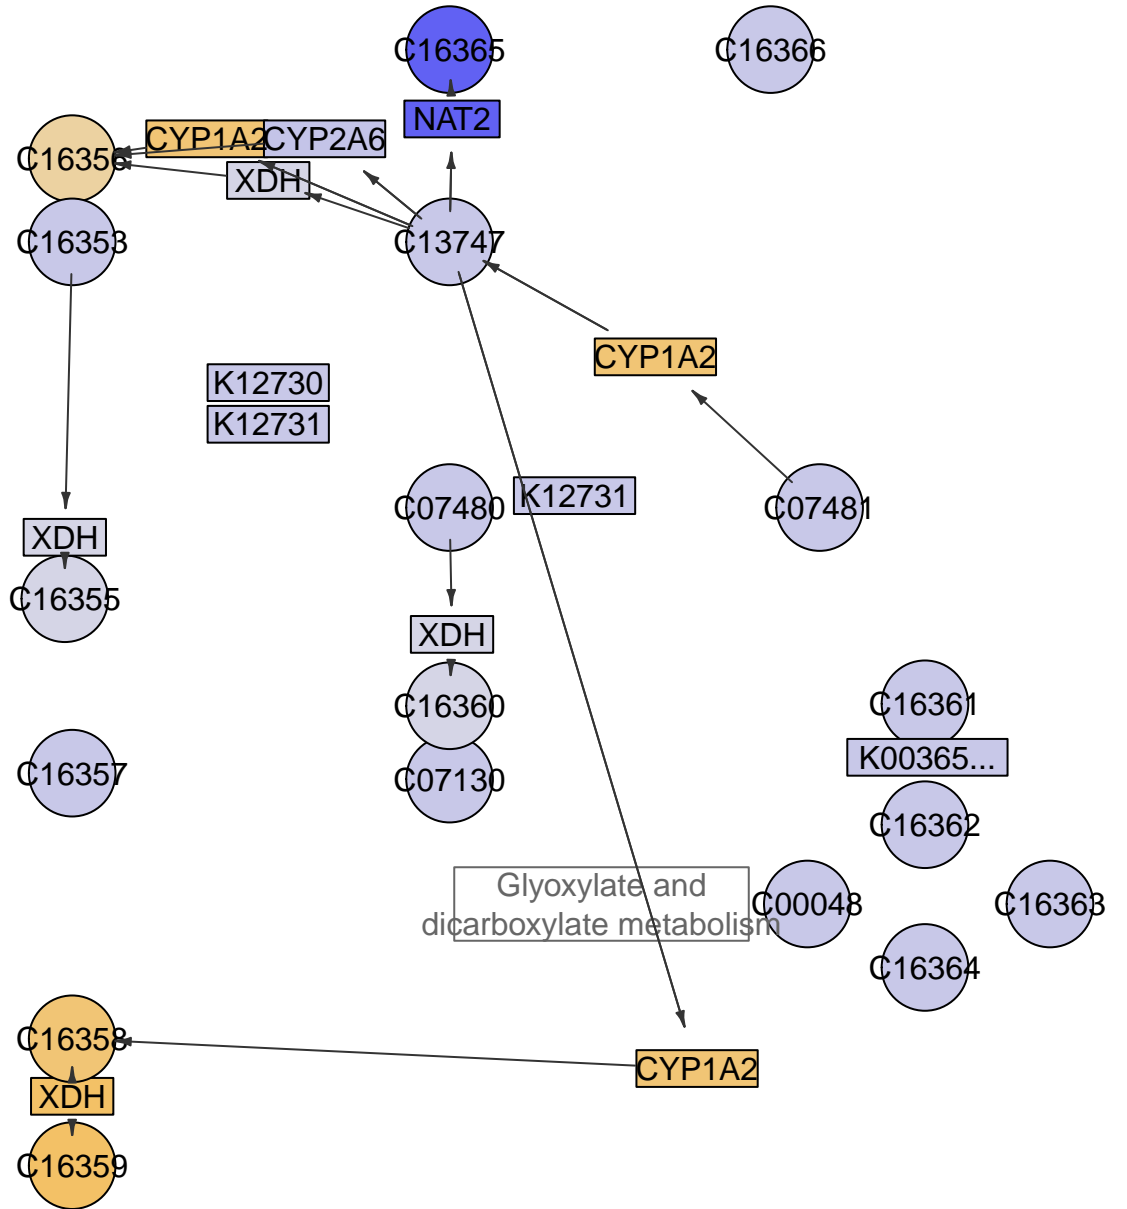 C16365
C16366
NAT2
CYP1A2
CYP2A6
C16356
XDH
C16353
C13747
CYP1A2
K12730
K12731
K12731
C07480
C07481
XDH
C16355
XDH
C16360
C16361
K00365...
C16357
C07130
C16362
Glyoxylate and
dicarboxylate metabolism
C00048
C16363
C16364
C16358
CYP1A2
XDH
C16359